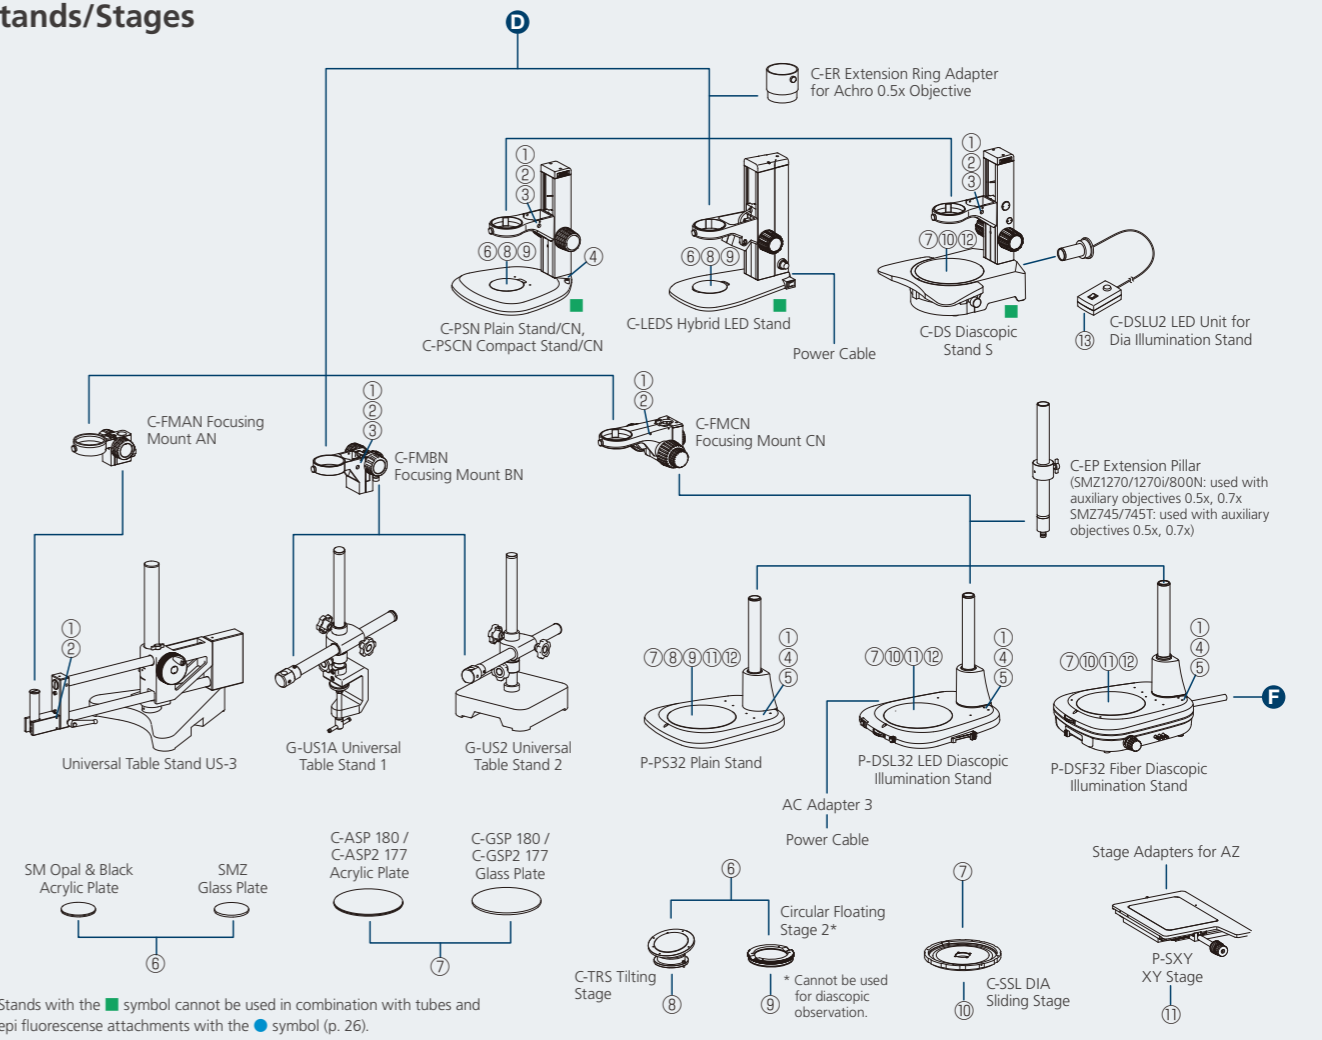 tands/Stages
D
C-ER Extension Ring Adapter
for Achro 0.5x Objective
①
②
③
⑥⑧⑨
④
C-PSN Plain Stand/CN,
C-PSCN Compact Stand/CN
⑥⑧⑨
C-LEDS Hybrid LED Stand
Power Cable
①
②
③
⑦⑩⑫
C-DS Diascopic
Stand S
⑬
C-DSLU2 LED Unit for
Dia Illumination Stand
C-FMAN Focusing
Mount AN
①
②
③
C-FMBN
Focusing Mount BN
①
②
C-FMCN
Focusing Mount CN
C-EP Extension Pillar
(SMZ1270/1270i/800N: used with
auxiliary objectives 0.5x, 0.7x
SMZ745/745T: used with auxiliary
objectives 0.5x, 0.7x)
①
②
Universal Table Stand US-3
G-US1A Universal
Table Stand 1
G-US2 Universal
Table Stand 2
⑦⑧⑨⑪⑫
①
④
⑤
P-PS32 Plain Stand
⑦⑩⑪⑫
①
④
⑤
P-DSL32 LED Diascopic
Illumination Stand
AC Adapter 3
Power Cable
⑦⑩⑪⑫
①
④
⑤
F
P-DSF32 Fiber Diascopic
Illumination Stand
SM Opal & Black
Acrylic Plate
SMZ
Glass Plate
⑥
C-ASP 180 /
C-ASP2 177
Acrylic Plate
C-GSP 180 /
C-GSP2 177
Glass Plate
⑦
⑥
C-TRS Tilting
Stage
⑧
Circular Floating
Stage 2*
⑨
* Cannot be used
for diascopic
observation.
⑦
C-SSL DIA
Sliding Stage
⑩
Stage Adapters for AZ
P-SXY
XY Stage
⑪
Stands with the ■ symbol cannot be used in combination with tubes and
epi fluorescense attachments with the ● symbol (p. 26).